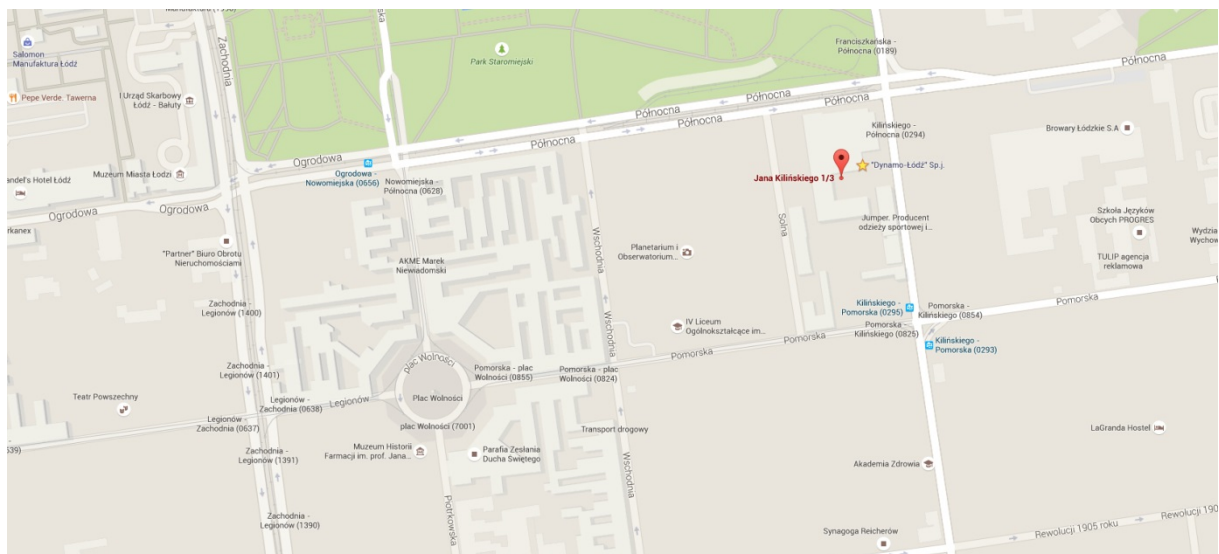 Salomon
Manufaktura Łódź
Pepe Verde. Tawerna
I Urząd Skarbowy
Łódź - Bałuty
Zachodnia
Park Staromiejski
Franciszkańska -
Północna (0189)
Północna
Północna
Północna
Północna
Północna
Ogrodowa
Kilińskiego -
Północna (0294)
Browary Łódzkie S.A
"Dynamo-Łódź" Sp.j.
Jana Kilińskiego 1/3
Muzeum Miasta Łodzi
Ogrodowa -
Nowomiejska (0656)
Nowomiejska -
Północna (0628)
Ogrodowa
Ogrodowa
"Partner" Biuro Obrotu
Nieruchomościami
AKME Marek
Niewiadomski
Wschodnia
Solna
Planetarium i
Obserwatorium...
Jumper. Producent
odzieży sportowej i...
Szkoła Języków
Obcych PROGRES
TULIP agencja
reklamowa
Zachodnia -
Legionów (1400)
Kilińskiego -
Pomorska (0295)
Pomorska -
Kilińskiego (0854)
Pomorska
IV Liceum
Ogólnokształcące im...
Pomorska -
Kilińskiego (0825)
Kilińskiego -
Pomorska (0293)
Pomorska
Pomorska
Wschodnia
plac Wolności
Pomorska - plac
Wolności (0855)
Pomorska - plac
Wolności (0824)
Zachodnia -
Legionów (1401)
Teatr Powszechny
Legionów -
Zachodnia (0638)
Legionów
Plac Wolności
Legionów -
Zachodnia (0637)
plac Wolności (7001)
Transport drogowy
LaGranda Hostel
Zachodnia -
Legionów (1391)
Muzeum Historii
Farmacji im. prof. Jana...
Parafia Zesłania
Ducha Świętego
Wschodnia
Akademia Zdrowia
Piotrkowska
Zachodnia -
Legionów (1390)
Synagoga Reicherów
Rewolucji 1905 roku